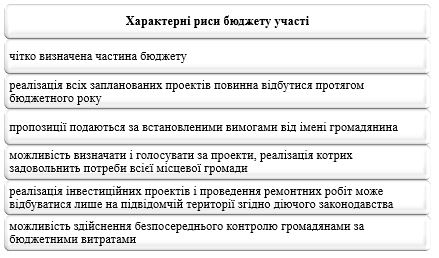 Характерні риси бюджету участі
чітко визначена частина бюджету
реалізація всіх запланованих проектів повинна відбутися протягом
бюджетного року
пропозиції подаються за встановленими вимогами від імені громадянина
можливість визначати і голосувати за проекти, реалізація котрих
задовольнить потреби всієї місцевої громади
реалізація інвестиційних проектів і проведення ремонтних робіт може
відбуватися лише на підвідомчій території згідно діючого законодавства
можливість здійснення безпосереднього контролю громадянами за
бюджетними витратами